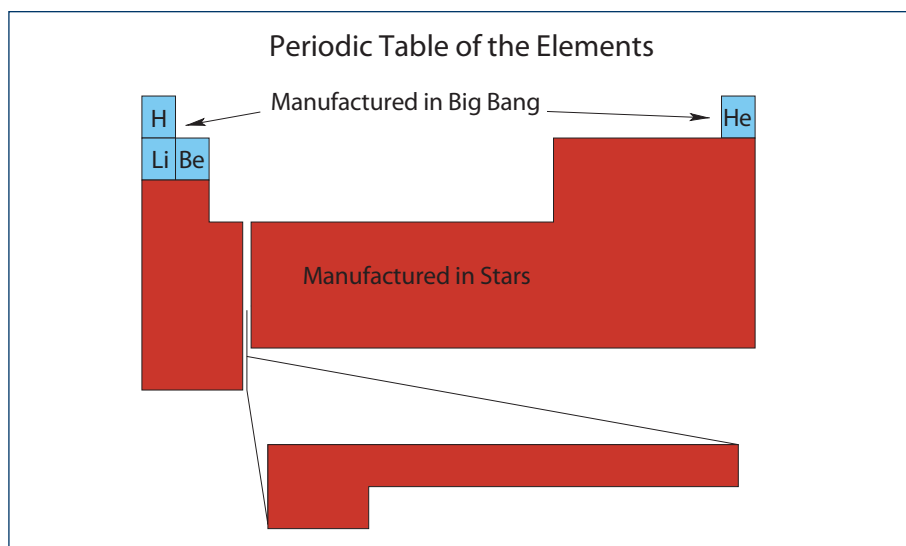 Periodic Table of the Elements
Manufactured in Big Bang
H
He
Li Be
Manufactured in Stars